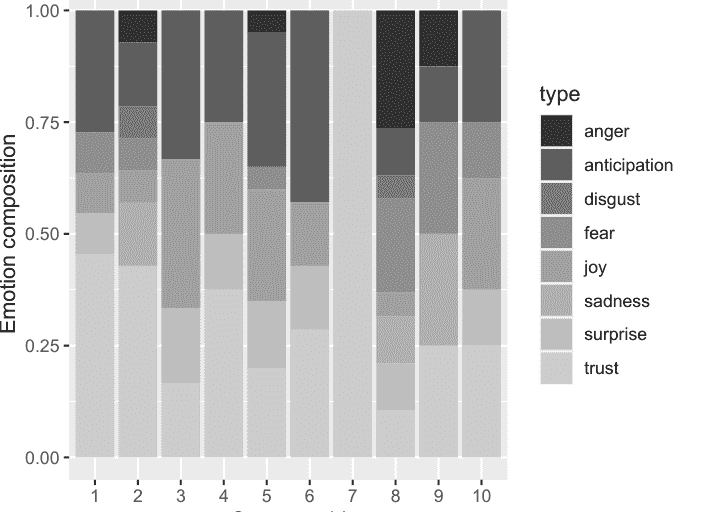 1.00
0.75
0.50
0.25
0.00
Emotion composition
1 2 3 4 5 6 7 8 9 10
type
anger
anticipation
disgust
fear
joy
sadness
surprise
trust